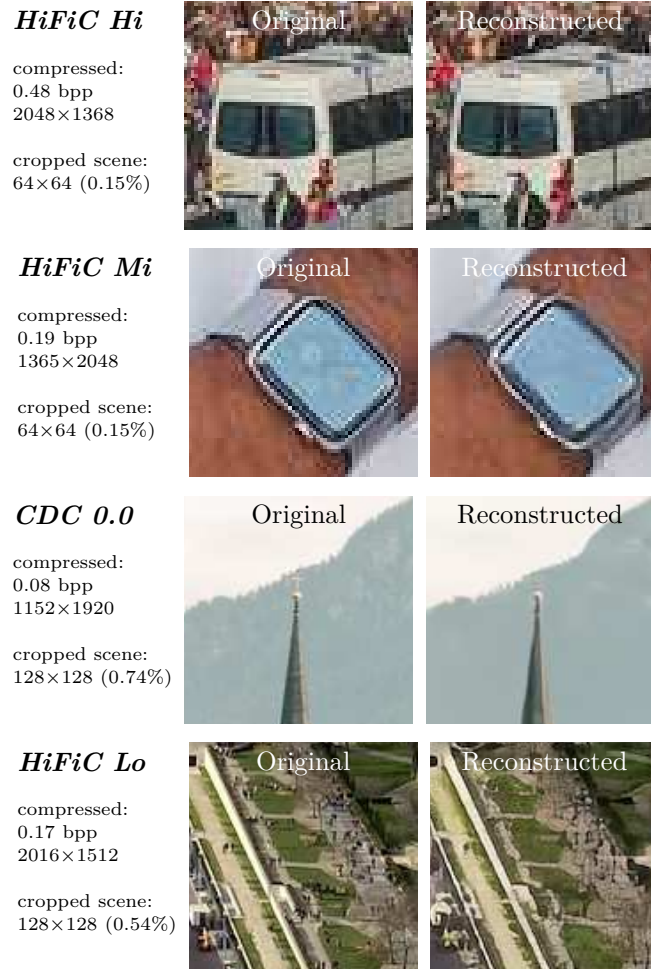 HiFiC Hi
compressed:
0.48 bpp
2048×1368
cropped scene:
64×64 (0.15%)
Original
Reconstructed
HiFiC Mi
compressed:
0.19 bpp
1365×2048
cropped scene:
64×64 (0.15%)
Original
Reconstructed
CDC 0.0
compressed:
0.08 bpp
1152×1920
cropped scene:
128×128 (0.74%)
Original
Reconstructed
HiFiC Lo
compressed:
0.17 bpp
2016×1512
cropped scene:
128×128 (0.54%)
Original
Reconstructed